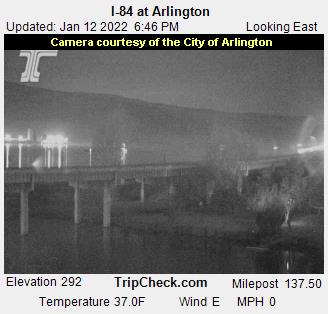 I-84 at Arlington
Updated: Jan 12 2022 6:46 PM Looking East
Camera courtesy of the City of Arlington
Elevation 292 TripCheck.com Milepost 137.50
Temperature 37.0F Wind E MPH 0